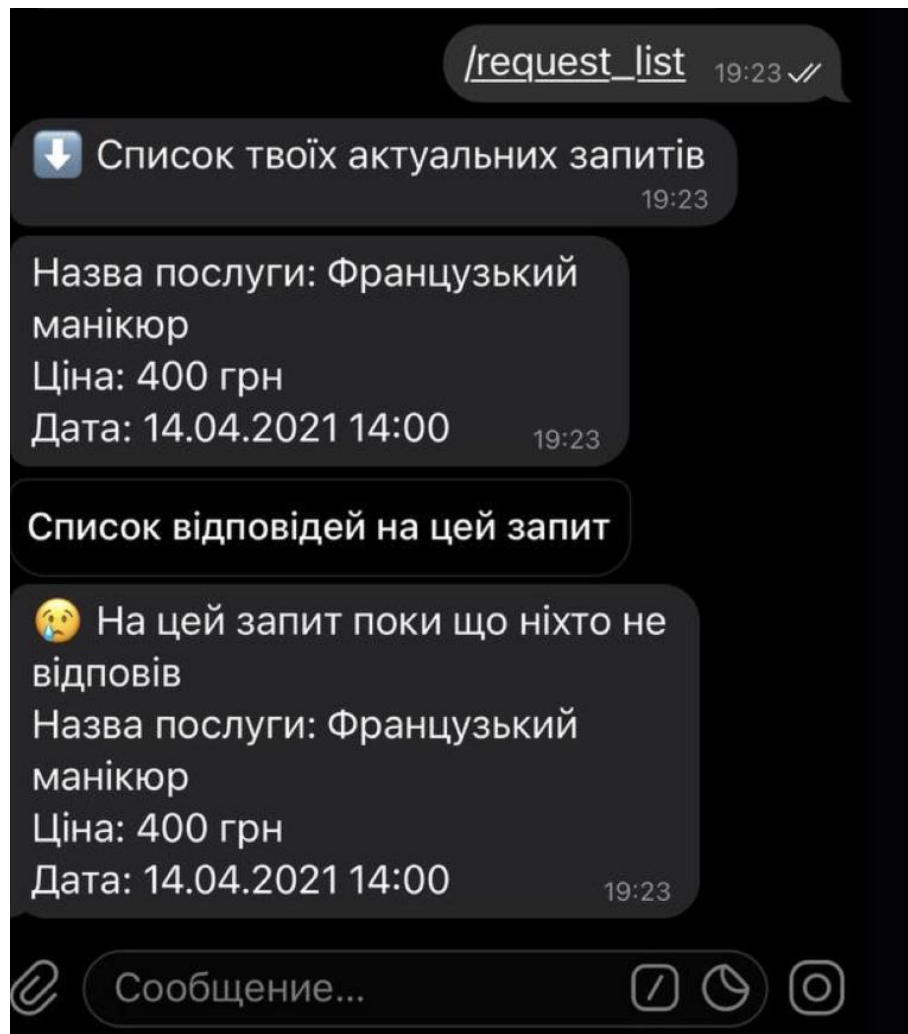 /request_list 19:23
⬇️ Список твоїх актуальних запитів
19:23
Назва послуги: Французький
манікюр
Ціна: 400 грн
Дата: 14.04.2021 14:00 19:23
Список відповідей на цей запит
😢 На цей запит поки що ніхто не
відповів
Назва послуги: Французький
манікюр
Ціна: 400 грн
Дата: 14.04.2021 14:00 19:23
Сообщение...